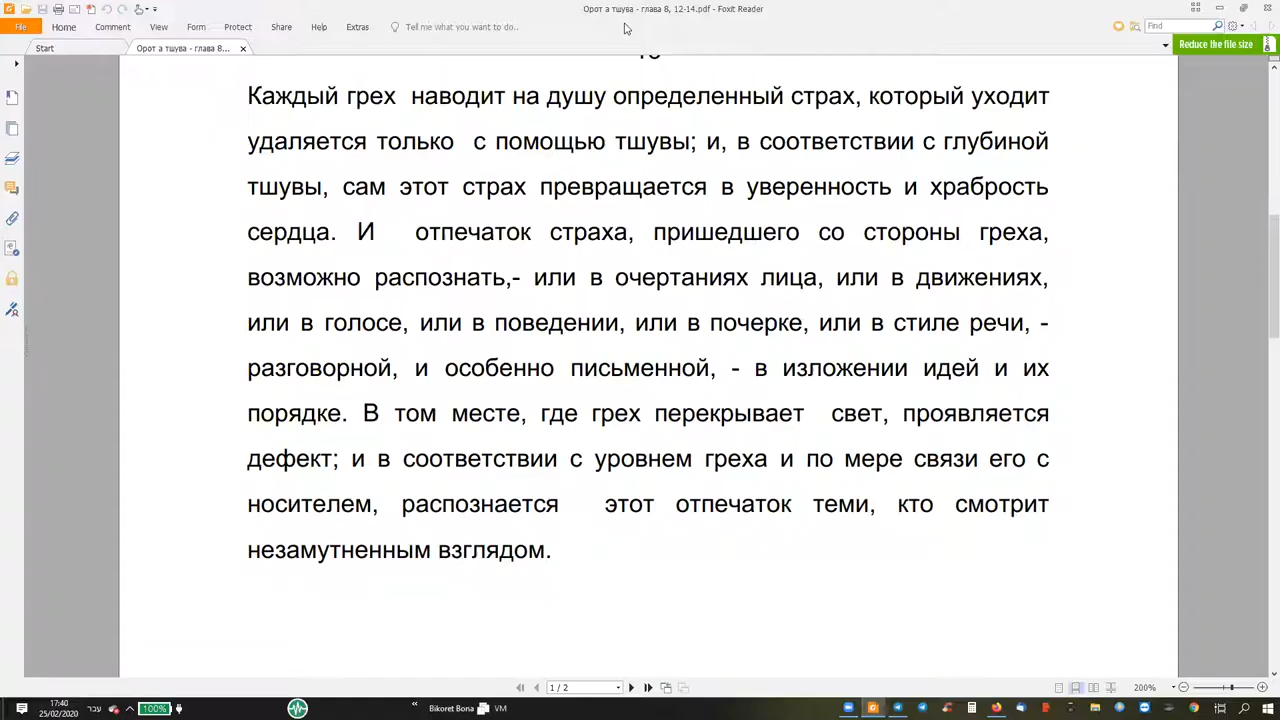 Орот а тшува - глава 8, 12-14.pdf - Foxit Reader
File Home Comment View Form Protect Share Help Extras Tell me what you want to do.. Find
Start Орот а тшува - глава 8...
Reduce the file size
Каждый грех наводит на душу определенный страх, который уходит
удаляется только с помощью тшувы; и, в соответствии с глубиной
тшувы, сам этот страх превращается в уверенность и храбрость
сердца. И отпечаток страха, пришедшего со стороны греха,
возможно распознать,- или в очертаниях лица, или в движениях,
или в голосе, или в поведении, или в почерке, или в стиле речи, -
разговорной, и особенно письменной, - в изложении идей и их
порядке. В том месте, где грех перекрывает свет, проявляется
дефект; и в соответствии с уровнем греха и по мере связи его с
носителем, распознается этот отпечаток теми, кто смотрит
незамутненным взглядом.
1 / 2
200%
17:40
25/02/2020
עבר
100%
Bikoret Bona
VM